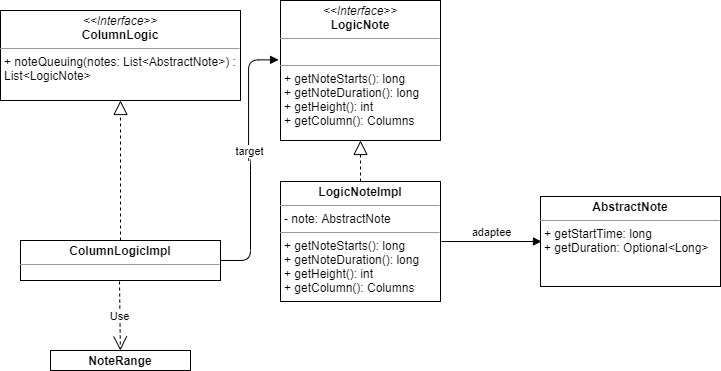 <<Interface>>
ColumnLogic
+ noteQueuing(notes: List<AbstractNote>) :
List<LogicNote>
<<Interface>>
LogicNote
+ getNoteStarts(): long
+ getNoteDuration(): long
+ getHeight(): int
+ getColumn(): Columns
target
LogicNoteImpl
- note: AbstractNote
+ getNoteStarts(): long
+ getNoteDuration(): long
+ getHeight(): int
+ getColumn(): Columns
adaptee
AbstractNote
+ getStartTime: long
+ getDuration: Optional<Long>
ColumnLogicImpl
Use
NoteRange